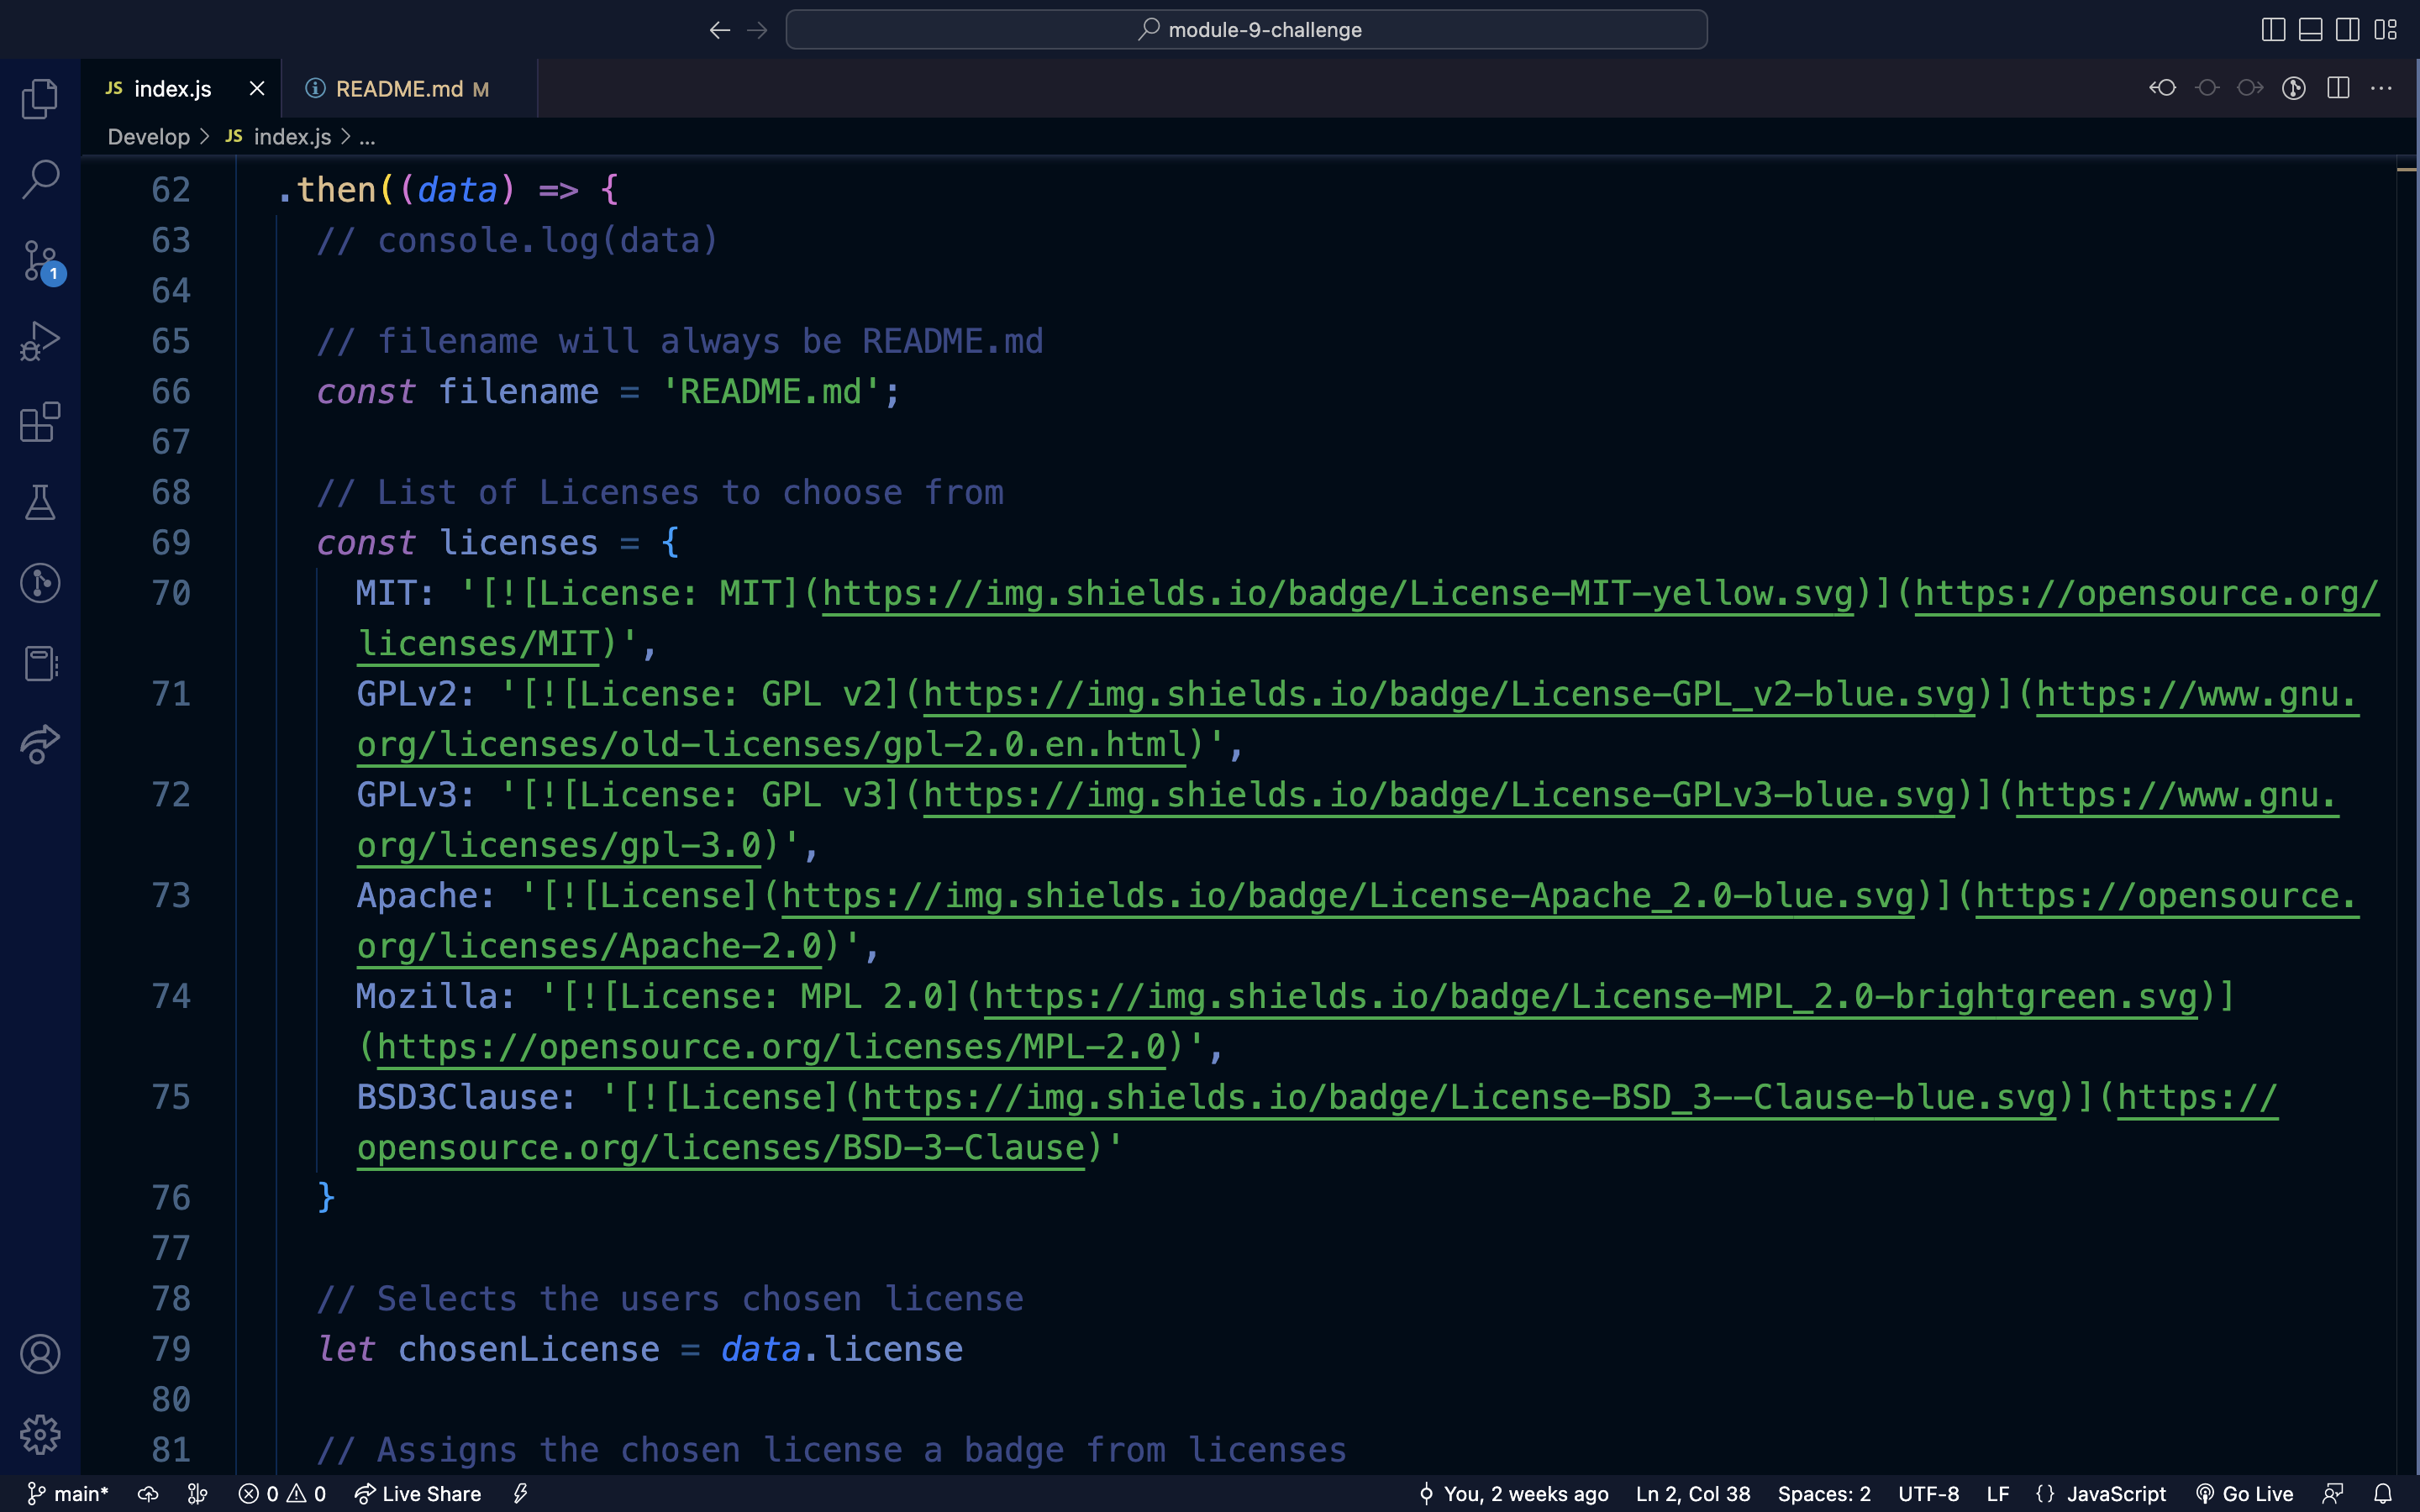 module-9-challenge
JS index.js
README.md M
Develop > JS index.js > ...
62 .then((data) => {
63 // console.log(data)
64
65 // filename will always be README.md
66 const filename = 'README.md';
67
68 // List of Licenses to choose from
69 const licenses = {
70 MIT: '[![License: MIT](https://img.shields.io/badge/License-MIT-yellow.svg)](https://opensource.org/
licenses/MIT)',
71 GPLv2: '[![License: GPL v2](https://img.shields.io/badge/License-GPL_v2-blue.svg)](https://www.gnu.
org/licenses/old-licenses/gpl-2.0.en.html)',
72 GPLv3: '[![License: GPL v3](https://img.shields.io/badge/License-GPLv3-blue.svg)](https://www.gnu.
org/licenses/gpl-3.0)',
73 Apache: '[![License](https://img.shields.io/badge/License-Apache_2.0-blue.svg)](https://opensource.
org/licenses/Apache-2.0)',
74 Mozilla: '[![License: MPL 2.0](https://img.shields.io/badge/License-MPL_2.0-brightgreen.svg)]
(https://opensource.org/licenses/MPL-2.0)',
75 BSD3Clause: '[![License](https://img.shields.io/badge/License-BSD_3--Clause-blue.svg)](https://
opensource.org/licenses/BSD-3-Clause)'
76 }
77
78 // Selects the users chosen license
79 let chosenLicense = data.license
80
81 // Assigns the chosen license a badge from licenses
1
main* 0 0 Live Share You, 2 weeks ago Ln 2, Col 38 Spaces: 2 UTF-8 LF {} JavaScript Go Live